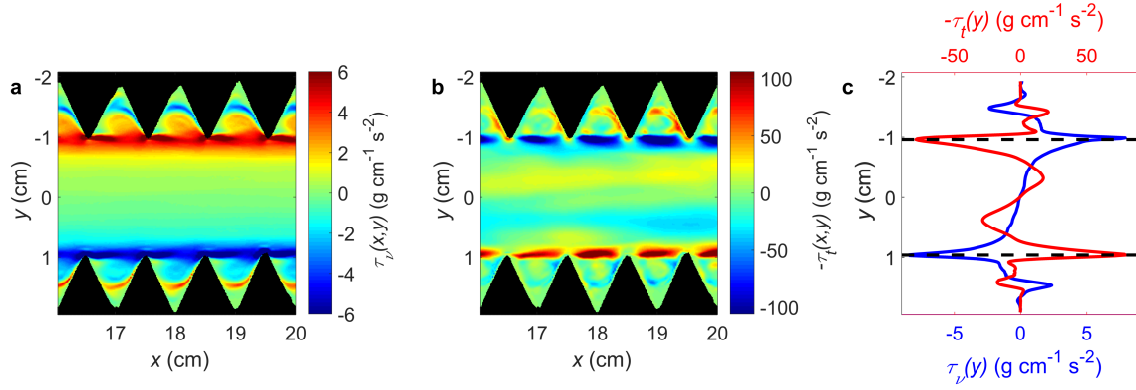 -τt(y) (g cm-1 s-2)
-50 0 50
a
b
c
-2
-1
0
1
y (cm)
17 18 19 20
x (cm)
6
4
2
0
-2
-4
-6
τν(x,y) (g cm-1 s-2)
-2
-1
0
1
y (cm)
17 18 19 20
x (cm)
100
50
0
-50
-100
-τt(x,y) (g cm-1 s-2)
-2
-1
0
1
y (cm)
-5 0 5
τν(y) (g cm-1 s-2)